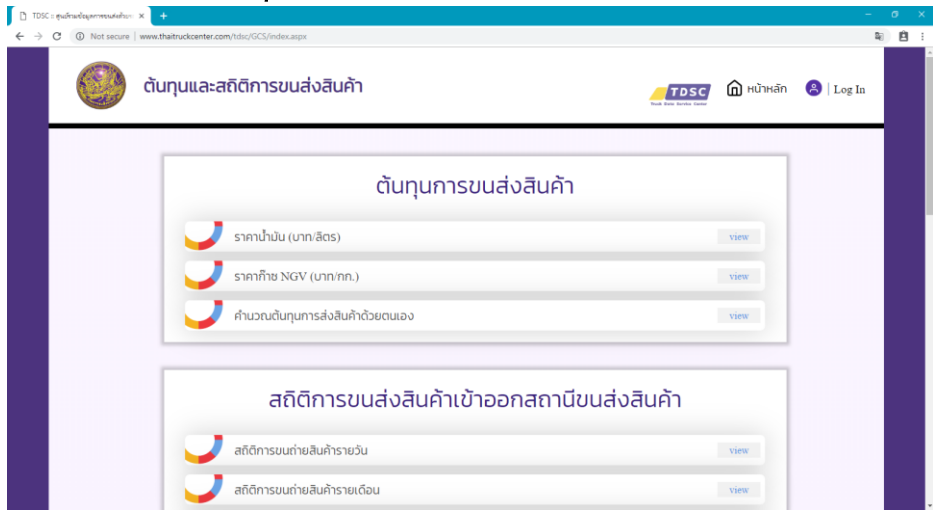 TDSC :: ศูนย์ร่วมข้อมูลการขนส่งด้วย
Not secure | www.thaitruckcenter.com/tdsc/GCS/index.aspx
ต้นทุนและสถิติการขนส่งสินค้า
TDSC
Truck Data Service Center
หน้าหลัก
| Log In
ต้นทุนการขนส่งสินค้า
ราคาน้ำมัน (บาท/ลิตร) view
ราคาก๊าซ NGV (บาท/กก.) view
คำนวณต้นทุนการส่งสินค้าด้วยตนเอง view
สถิติการขนส่งสินค้าเข้าออกสถานีขนส่งสินค้า
สถิติการขนถ่ายสินค้ารายวัน view
สถิติการขนถ่ายสินค้ารายเดือน view